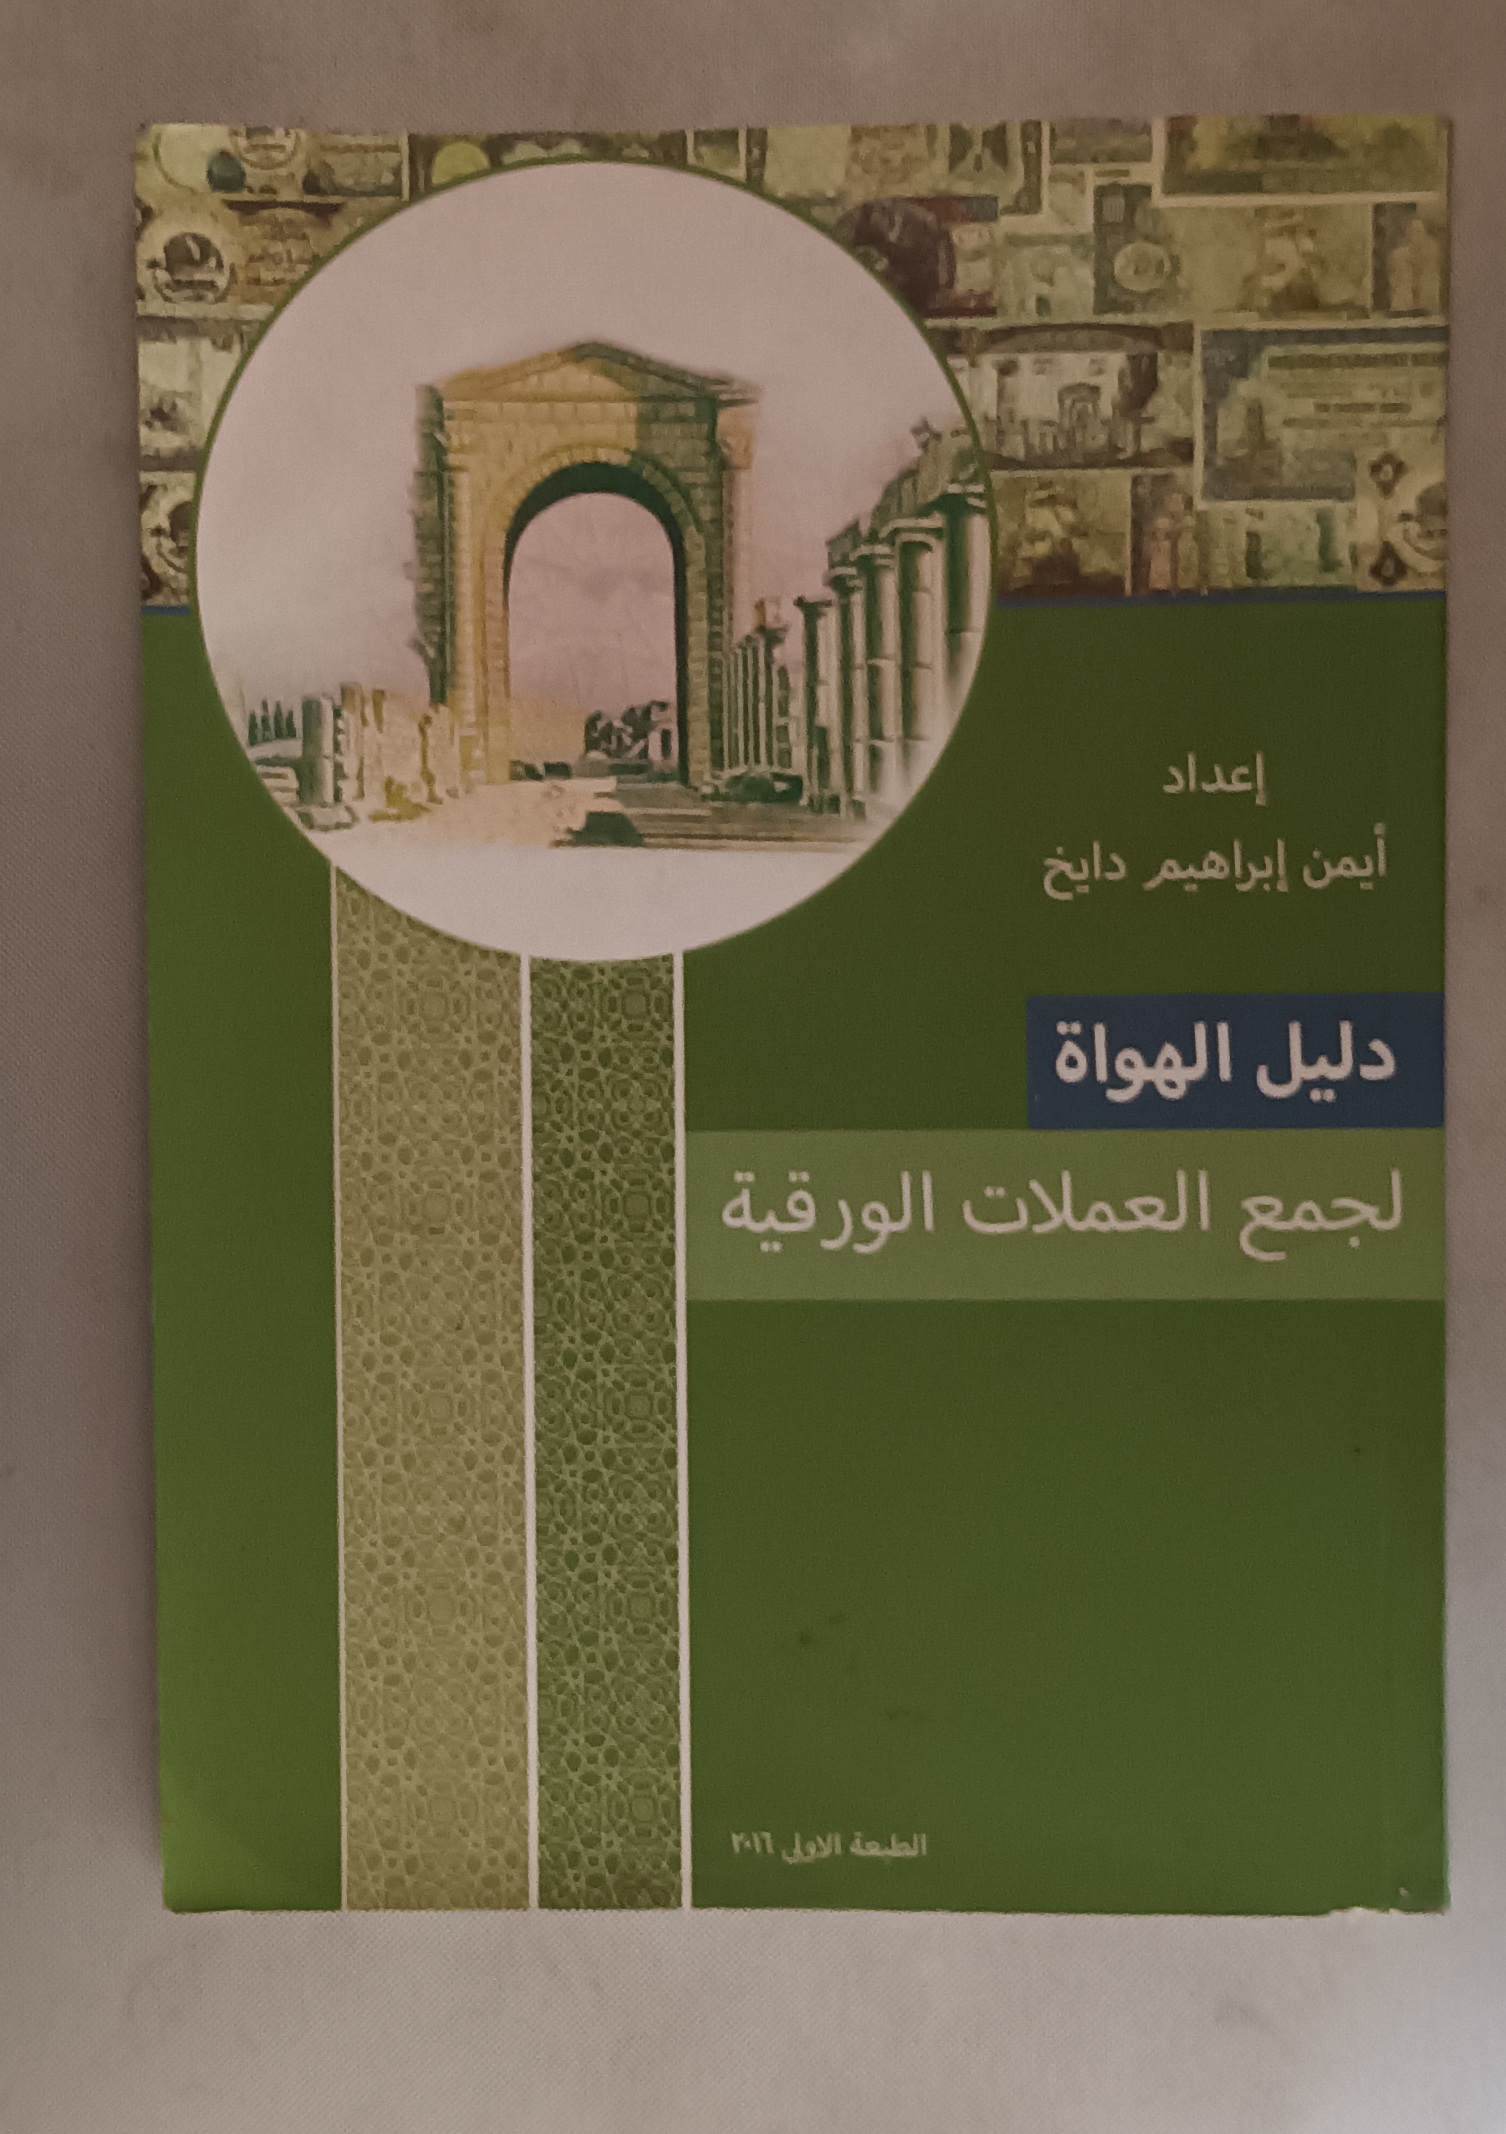 إعداد
أيمن إبراهيم دايخ
دليل الهواة
لجمع العملات الورقية
الطبعة الاولى ٢٠١٦